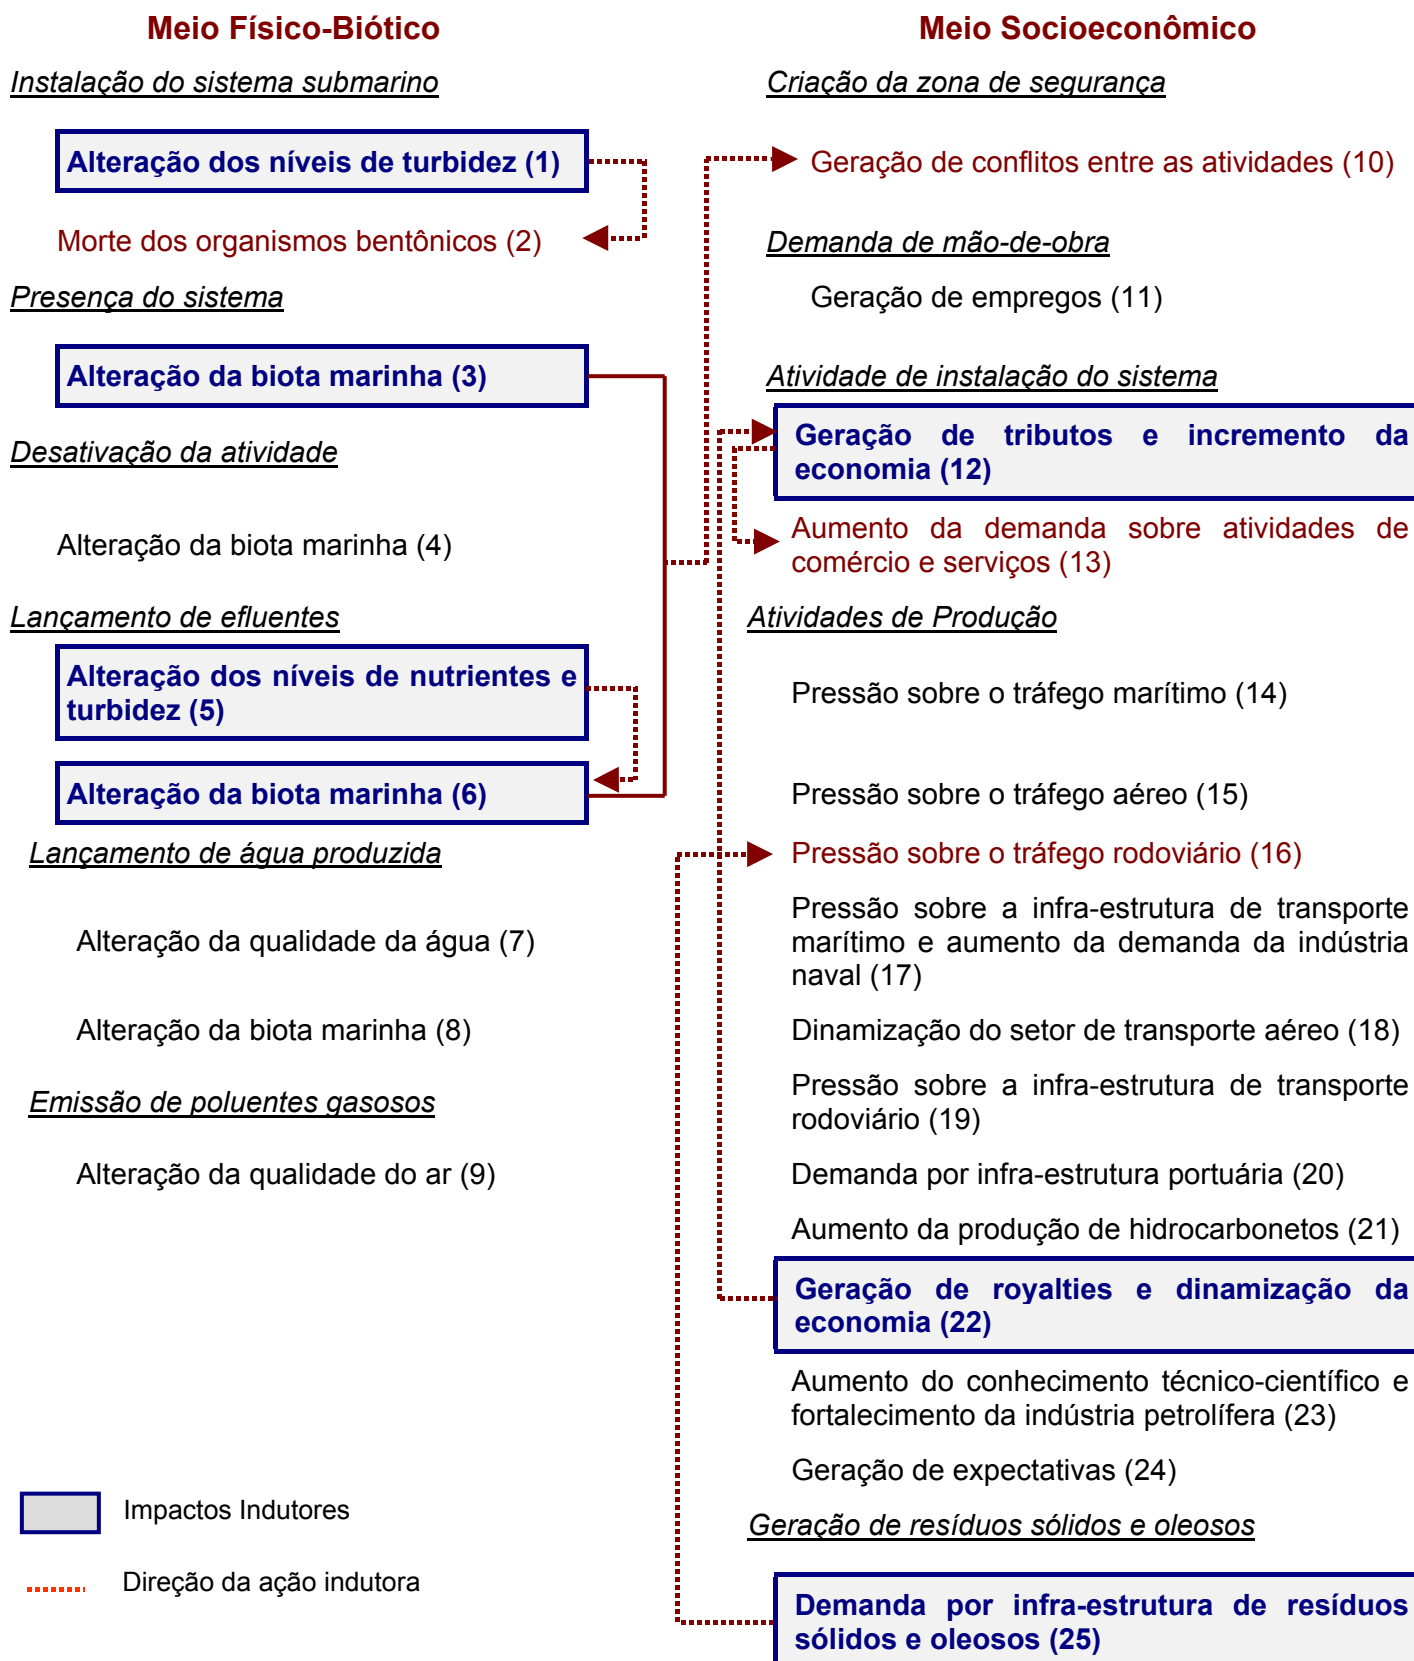 Meio Físico-Biótico
Instalação do sistema submarino
Alteração dos níveis de turbidez (1)
Morte dos organismos bentônicos (2)
Presença do sistema
Alteração da biota marinha (3)
Desativação da atividade
Alteração da biota marinha (4)
Lançamento de efluentes
Alteração dos níveis de nutrientes e
turbidez (5)
Alteração da biota marinha (6)
Lançamento de água produzida
Alteração da qualidade da água (7)
Alteração da biota marinha (8)
Emissão de poluentes gasosos
Alteração da qualidade do ar (9)
Impactos Indutores
Direção da ação indutora
Meio Socioeconômico
Criação da zona de segurança
Geração de conflitos entre as atividades (10)
Demanda de mão-de-obra
Geração de empregos (11)
Atividade de instalação do sistema
Geração de tributos e incremento da
economia (12)
Aumento da demanda sobre atividades de
comércio e serviços (13)
Atividades de Produção
Pressão sobre o tráfego marítimo (14)
Pressão sobre o tráfego aéreo (15)
Pressão sobre o tráfego rodoviário (16)
Pressão sobre a infra-estrutura de transporte
marítimo e aumento da demanda da indústria
naval (17)
Dinamização do setor de transporte aéreo (18)
Pressão sobre a infra-estrutura de transporte
rodoviário (19)
Demanda por infra-estrutura portuária (20)
Aumento da produção de hidrocarbonetos (21)
Geração de royalties e dinamização da
economia (22)
Aumento do conhecimento técnico-científico e
fortalecimento da indústria petrolífera (23)
Geração de expectativas (24)
Geração de resíduos sólidos e oleosos
Demanda por infra-estrutura de resíduos
sólidos e oleosos (25)